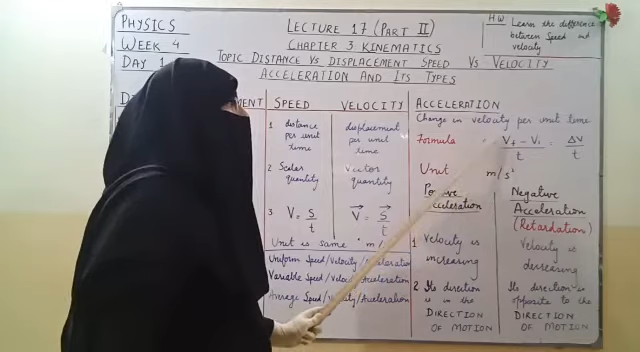 PHYSICS
WEEK 4
DAY 1
LECTURE 17 (PART II)
CHAPTER 3 KINEMATICS
TOPIC DISTANCE VS DISPLACEMENT SPEED VS VELOCITY
ACCELERATION AND ITS TYPES
H.W Learn the difference
between Speed and
velocity
MENT
SPEED
1 distance
per unit
time
2 Scalar
quantity
3 V = S/t
VELOCITY
displacement
per unit
time
Vector
quantity
V = S/t
Unit is same m/
Uniform Speed/Velocity/Acceleration
Variable Speed/Velocity/Acceleration
Average Speed/Velocity/Acceleration
ACCELERATION
Change in velocity per unit time
Formula Vf - Vi/t = ΔV/t
Unit m/s²
Positive
Acceleration
1 Velocity is
increasing
2 Its direction
is in the
DIRECTION
OF MOTION
Negative
Acceleration
(Retardation)
Velocity is
decreasing
Its direction is
opposite to the
DIRECTION
OF MOTION